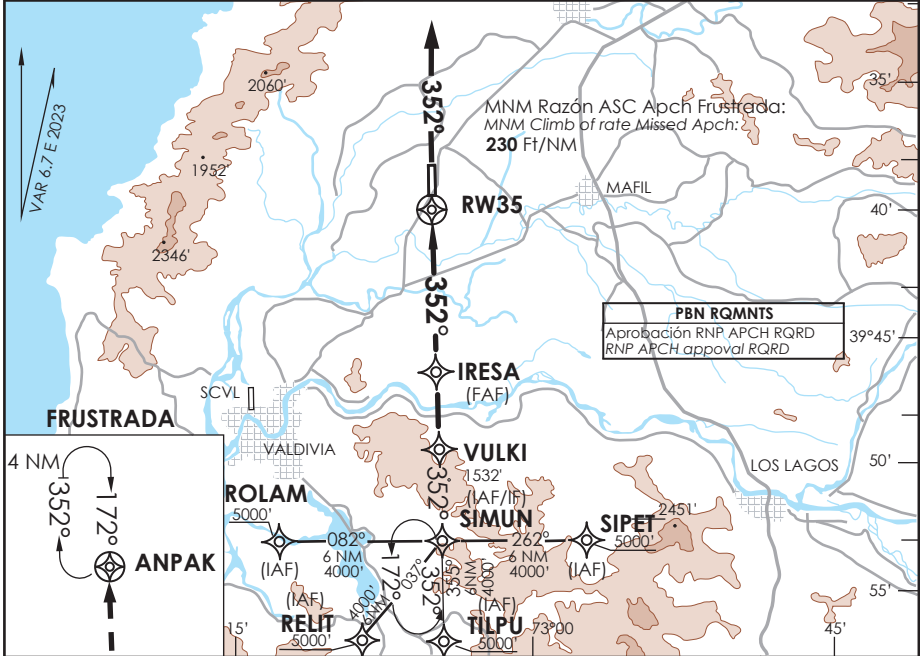 352°
2060'
35'
MNM Razón ASC Apch Frustrada:
MNM Climb of rate Missed Apch:
230 Ft/NM
VAR 6.7 E 2023
1952'
MAFIL
RW35
40'
2346'
352°
PBN RQMNTS
Aprobación RNP APCH RQRD
RNP APCH appoval RQRD
39°45'
IRESA
(FAF)
SCVL
FRUSTRADA
VALDIVIA
VULKI
1532'
352°
(IAF/IF)
50'
LOS LAGOS
4 NM
352°
172°
ANPAK
ROLAM
5000'
SIMUN
SIPET
5000'
2451'
082°
6 NM
4000'
(IAF)
262°
6 NM
4000'
(IAF)
172°
037°
4000'
6NM
352°
355°
6NM
4000'
(IAF)
RELIT
5000'
(IAF)
TILPU
5000'
55'
15'
73°00
45'